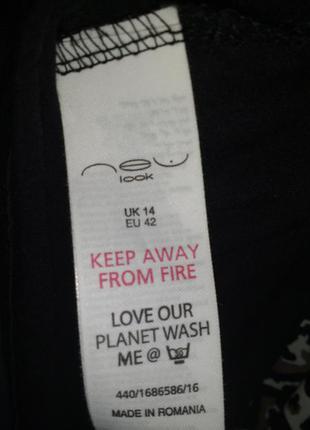 new
look
UK 14
EU 42
KEEP AWAY
FROM FIRE
LOVE OUR
PLANET WASH
ME @
440/1686586/16
MADE IN ROMANIA